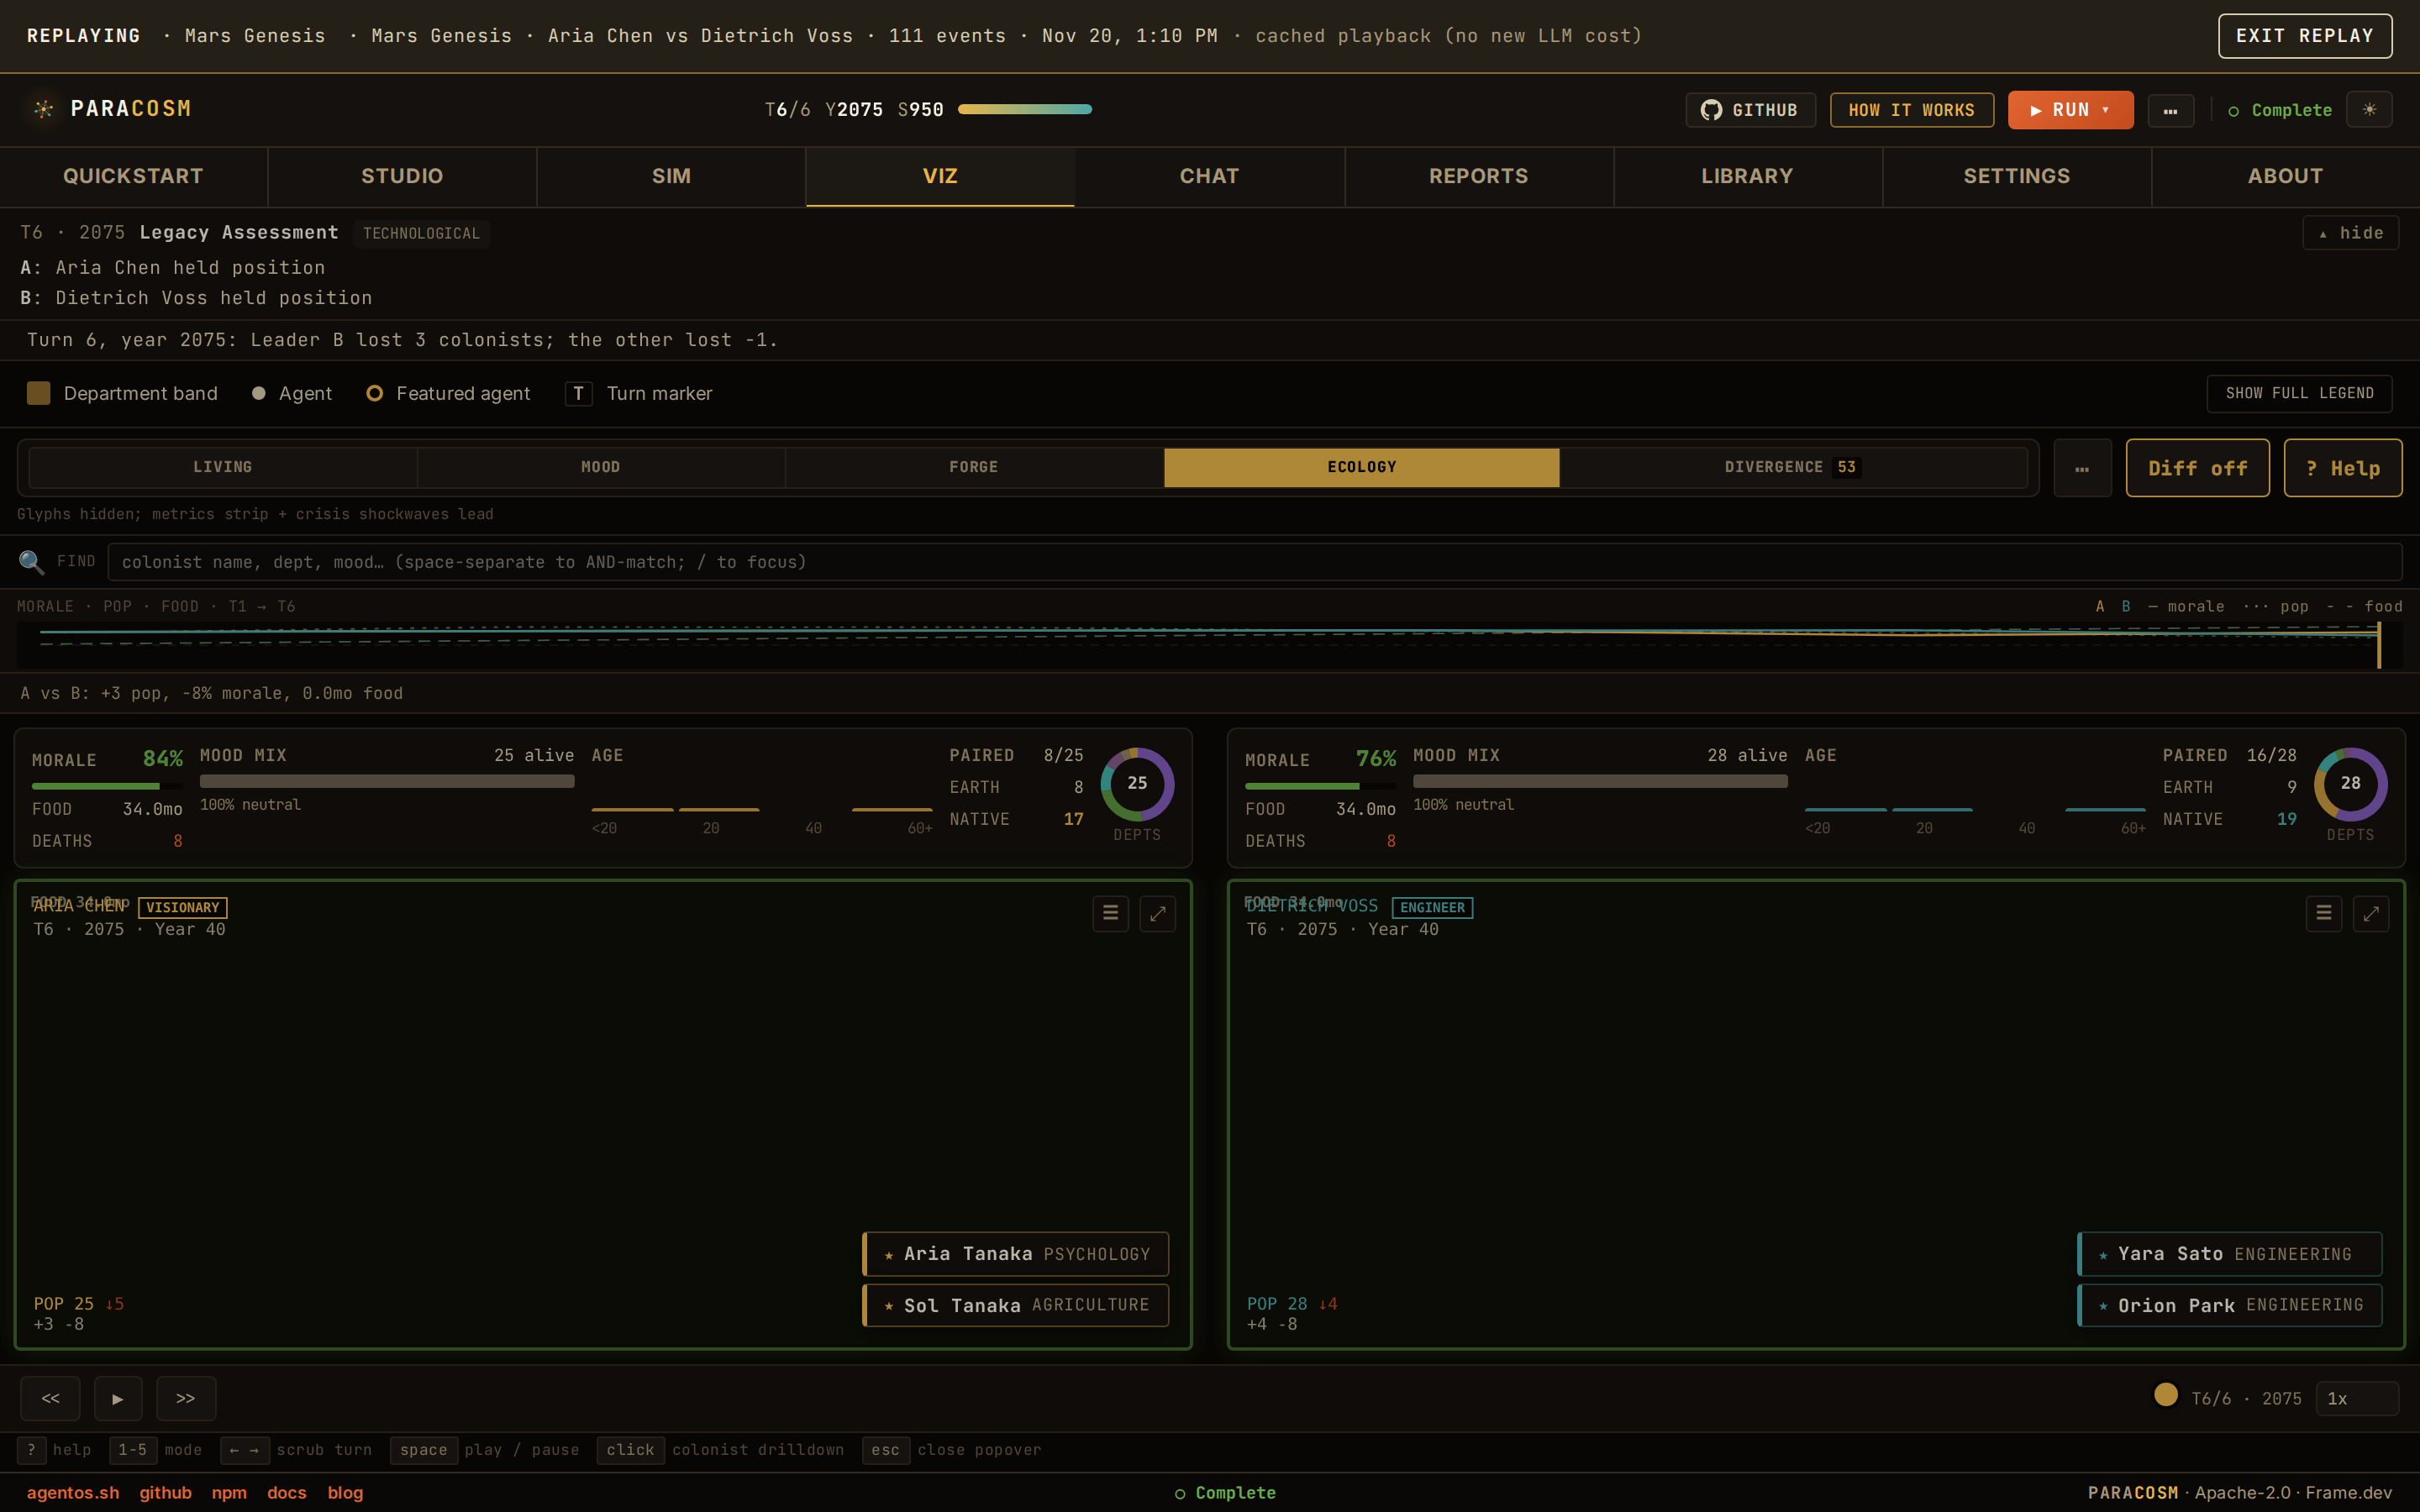 REPLAYING · Mars Genesis · Mars Genesis · Aria Chen vs Dietrich Voss · 111 events · Nov 20, 1:10 PM · cached playback (no new LLM cost)
EXIT REPLAY
PARACOSM
T6/6 Y2075 S950
GITHUB
HOW IT WORKS
▶ RUN ▾
…
○ Complete
QUICKSTART
STUDIO
SIM
VIZ
CHAT
REPORTS
LIBRARY
SETTINGS
ABOUT
T6 · 2075 Legacy Assessment TECHNOLOGICAL
▴ hide
A: Aria Chen held position
B: Dietrich Voss held position
Turn 6, year 2075: Leader B lost 3 colonists; the other lost -1.
Department band
Agent
Featured agent
T Turn marker
SHOW FULL LEGEND
LIVING
MOOD
FORGE
ECOLOGY
DIVERGENCE 53
…
Diff off
? Help
Glyphs hidden; metrics strip + crisis shockwaves lead
FIND colonist name, dept, mood… (space-separate to AND-match; / to focus)
MORALE · POP · FOOD · T1 → T6
A B — morale ··· pop - - food
A vs B: +3 pop, -8% morale, 0.0mo food
MORALE 84%
FOOD 34.0mo
DEATHS 8
MOOD MIX 25 alive
100% neutral
AGE
<20 20 40 60+
PAIRED 8/25
EARTH 8
NATIVE 17
25
DEPTS
MORALE 76%
FOOD 34.0mo
DEATHS 8
MOOD MIX 28 alive
100% neutral
AGE
<20 20 40 60+
PAIRED 16/28
EARTH 9
NATIVE 19
28
DEPTS
FOOD 34.0mo
ARIA CHEN VISIONARY
T6 · 2075 · Year 40
★ Aria Tanaka PSYCHOLOGY
★ Sol Tanaka AGRICULTURE
POP 25 ↓5
+3 -8
FOOD 34.0mo
DIETRICH VOSS ENGINEER
T6 · 2075 · Year 40
★ Yara Sato ENGINEERING
★ Orion Park ENGINEERING
POP 28 ↓4
+4 -8
<< ▶ >>
T6/6 · 2075 1x
? help 1-5 mode ← → scrub turn space play / pause click colonist drilldown esc close popover
agentos.sh github npm docs blog
○ Complete
PARACOSM · Apache-2.0 · Frame.dev